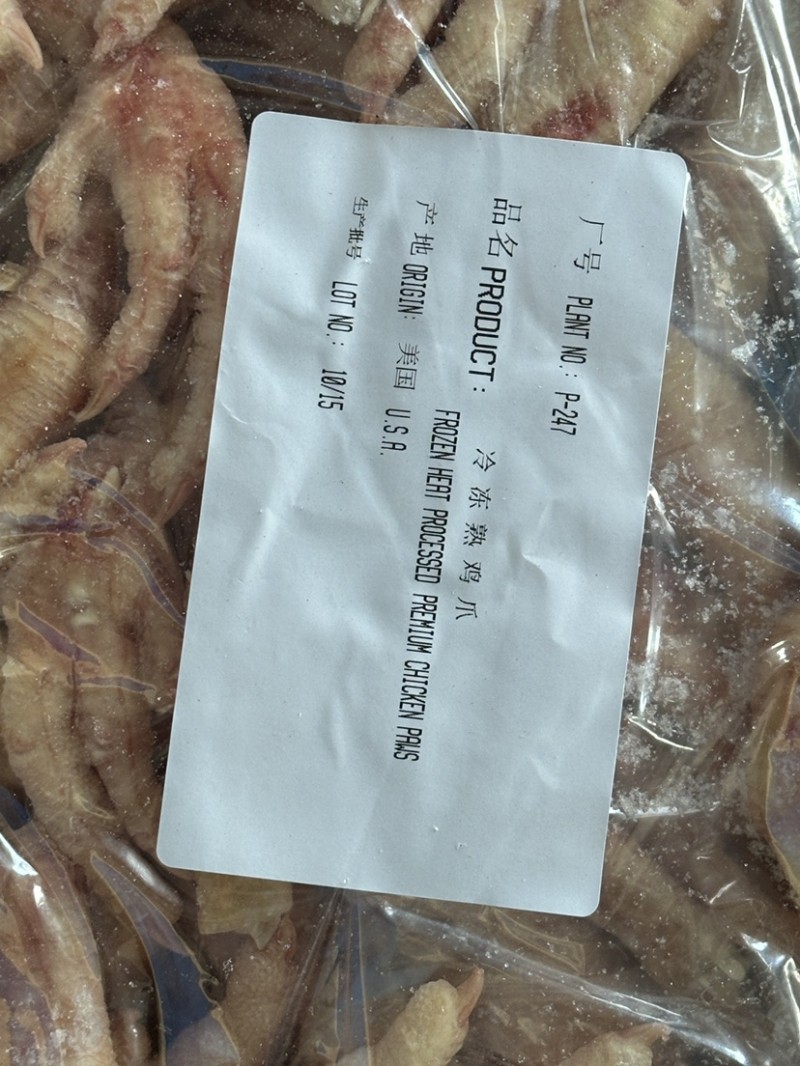 厂号 PLANT NO.: P-247
品名 PRODUCT: 冷冻熟鸡爪
FROZEN HEAT PROCESSED PREMIUM CHICKEN PAWS
产地 ORIGIN: 美国 U.S.A.
生产批号 LOT NO.: 10/15